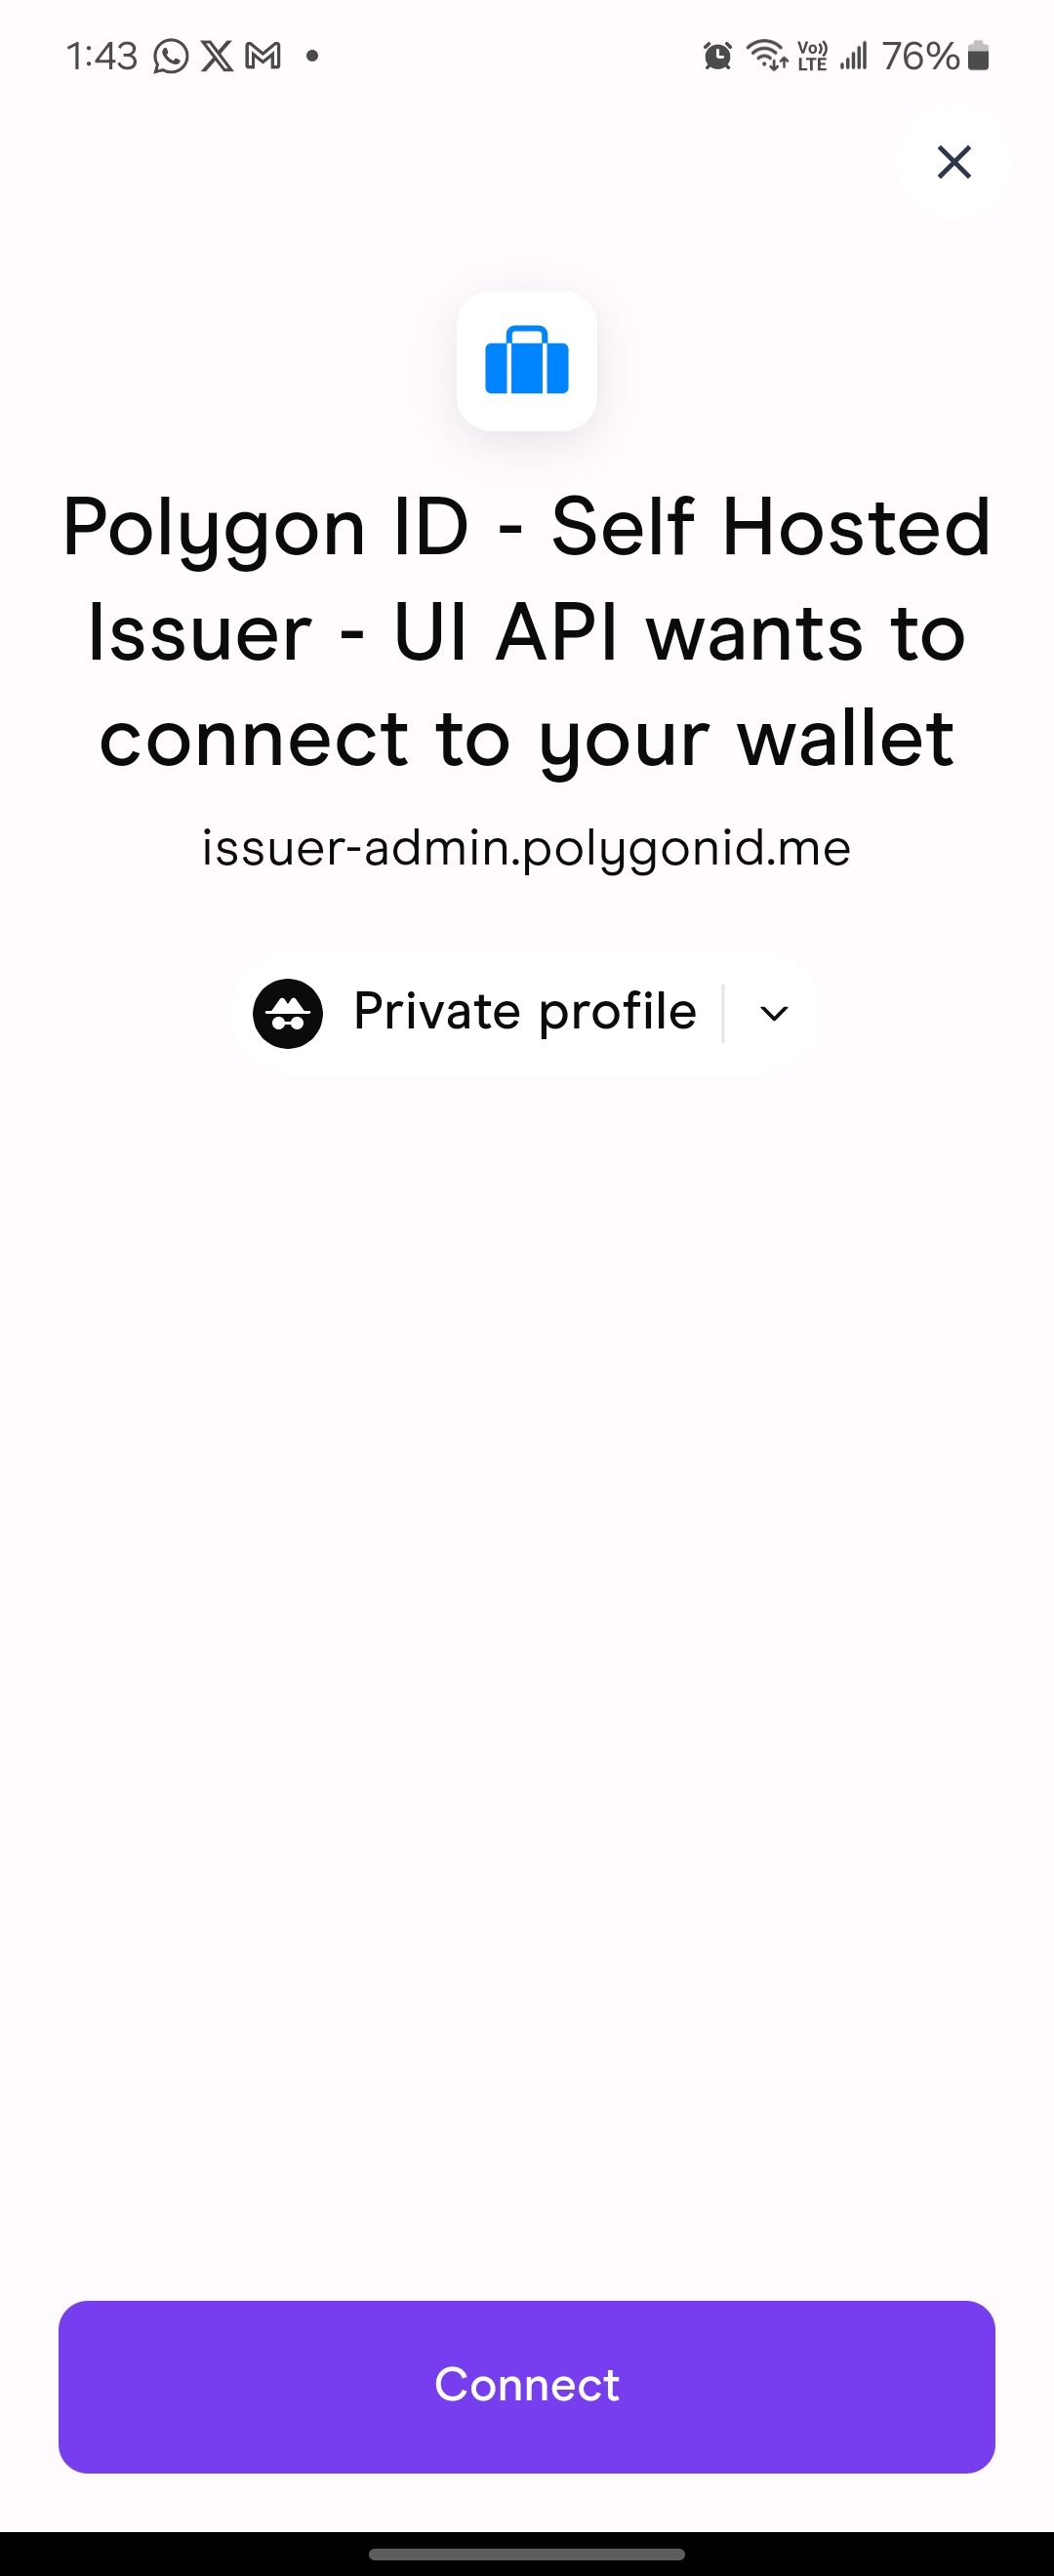 1:43 76%
Vo))
LTE
Polygon ID - Self Hosted
Issuer - UI API wants to
connect to your wallet
issuer-admin.polygonid.me
Private profile
Connect